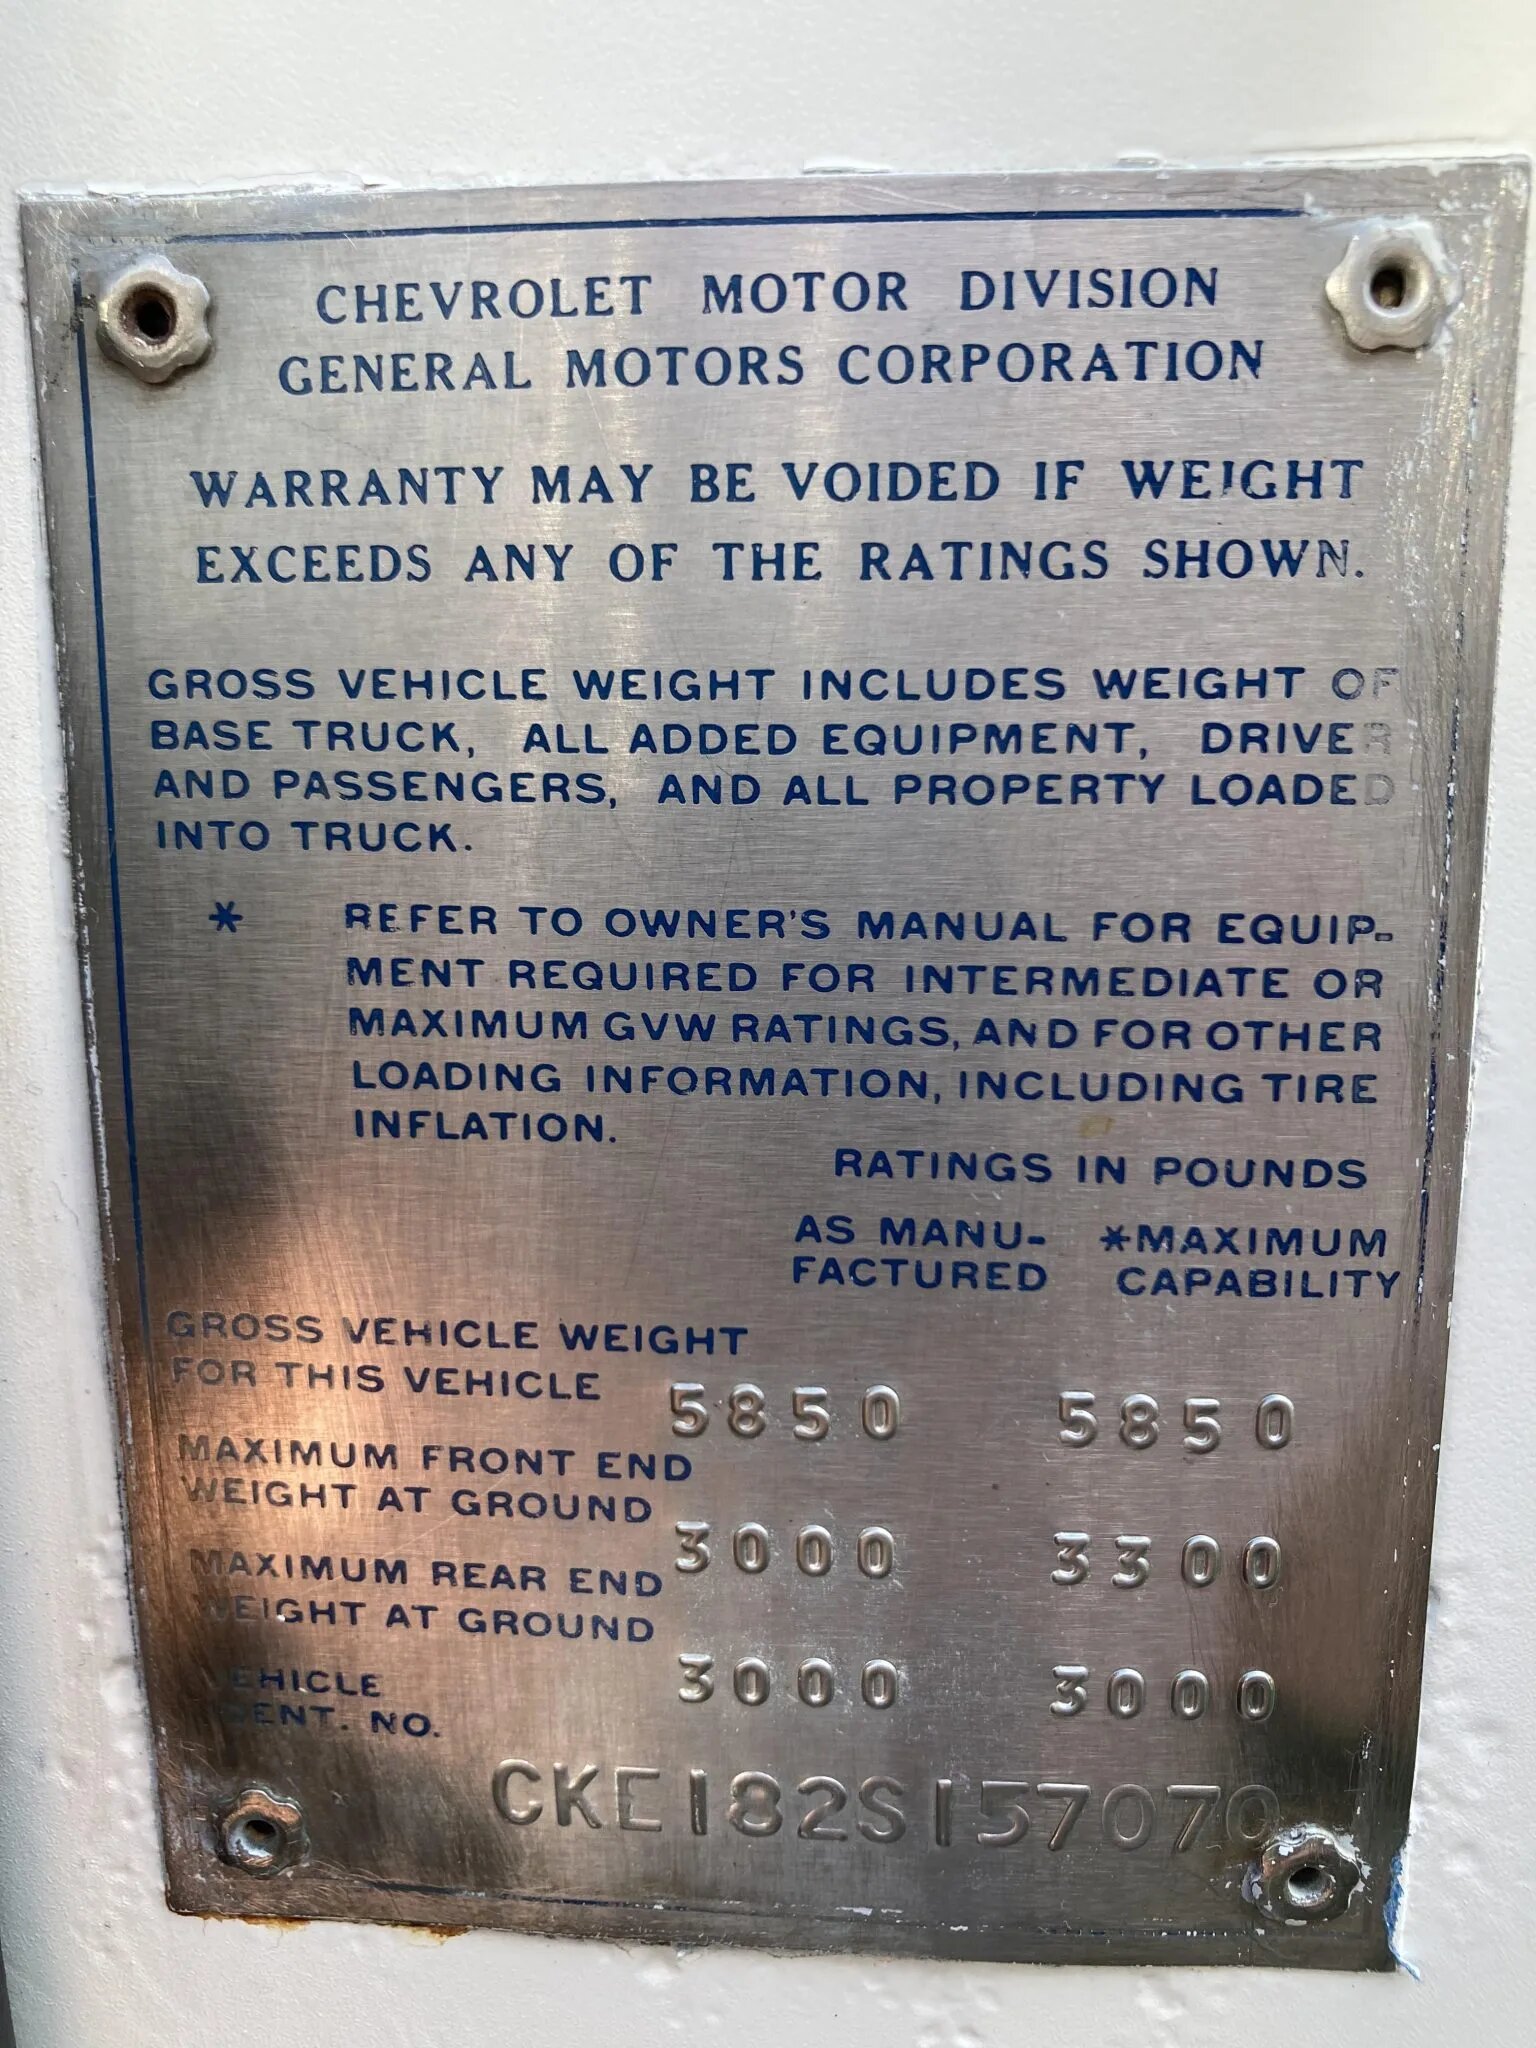 CHEVROLET MOTOR DIVISION
GENERAL MOTORS CORPORATION
WARRANTY MAY BE VOIDED IF WEIGHT
EXCEEDS ANY OF THE RATINGS SHOWN.
GROSS VEHICLE WEIGHT INCLUDES WEIGHT OF
BASE TRUCK, ALL ADDED EQUIPMENT, DRIVER
AND PASSENGERS, AND ALL PROPERTY LOADED
INTO TRUCK.
* REFER TO OWNER'S MANUAL FOR EQUIP-
MENT REQUIRED FOR INTERMEDIATE OR
MAXIMUM GVW RATINGS, AND FOR OTHER
LOADING INFORMATION, INCLUDING TIRE
INFLATION.
RATINGS IN POUNDS
AS MANU- *MAXIMUM
FACTURED CAPABILITY
GROSS VEHICLE WEIGHT
FOR THIS VEHICLE 5850 5850
MAXIMUM FRONT END
WEIGHT AT GROUND 3000 3300
MAXIMUM REAR END
WEIGHT AT GROUND 3000 3000
VEHICLE
IDENT. NO.
CKE182S157070